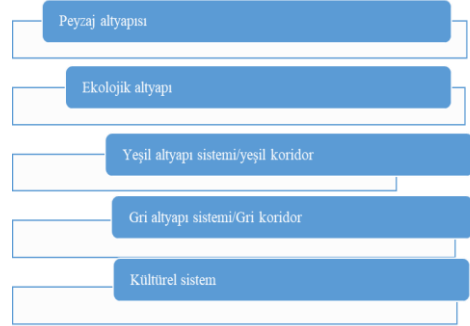 Peyzaj altyapısı
Ekolojik altyapı
Yeşil altyapı sistemi/yeşil koridor
Gri altyapı sistemi/Gri koridor
Kültürel sistem